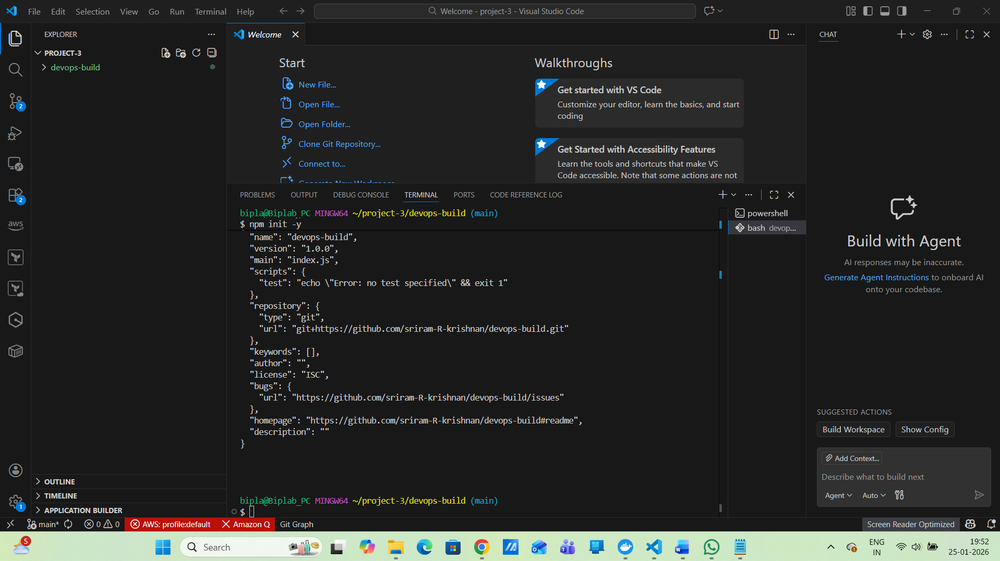 File Edit Selection View Go Run Terminal Help
Welcome - project-3 - Visual Studio Code
EXPLORER
PROJECT-3
devops-build
2
2
aws
1
OUTLINE
TIMELINE
APPLICATION BUILDER
Welcome
Start
New File...
Open File...
Open Folder...
Clone Git Repository...
Connect to...
Walkthroughs
Get started with VS Code
Customize your editor, learn the basics, and start
coding
Get Started with Accessibility Features
Learn the tools and shortcuts that make VS
Code accessible. Note that some actions are not
PROBLEMS OUTPUT DEBUG CONSOLE TERMINAL PORTS CODE REFERENCE LOG
bipla@Biplab_PC MINGW64 ~/project-3/devops-build (main)
$ npm init -y
"name": "devops-build",
"version": "1.0.0",
"main": "index.js",
"scripts": {
"test": "echo \"Error: no test specified\" && exit 1"
},
"repository": {
"type": "git",
"url": "git+https://github.com/sriram-R-krishnan/devops-build.git"
},
"keywords": [],
"author": "",
"license": "ISC",
"bugs": {
"url": "https://github.com/sriram-R-krishnan/devops-build/issues"
},
"homepage": "https://github.com/sriram-R-krishnan/devops-build#readme",
"description": ""
}
bipla@Biplab_PC MINGW64 ~/project-3/devops-build (main)
$
powershell
bash devop...
CHAT
Build with Agent
AI responses may be inaccurate.
Generate Agent Instructions to onboard AI
onto your codebase.
SUGGESTED ACTIONS
Build Workspace Show Config
Add Context...
Describe what to build next
Agent Auto
main* 0 0 AWS: profile:default Amazon Q Git Graph
Screen Reader Optimized
5
Search
ENG
IN
19:52
25-01-2026